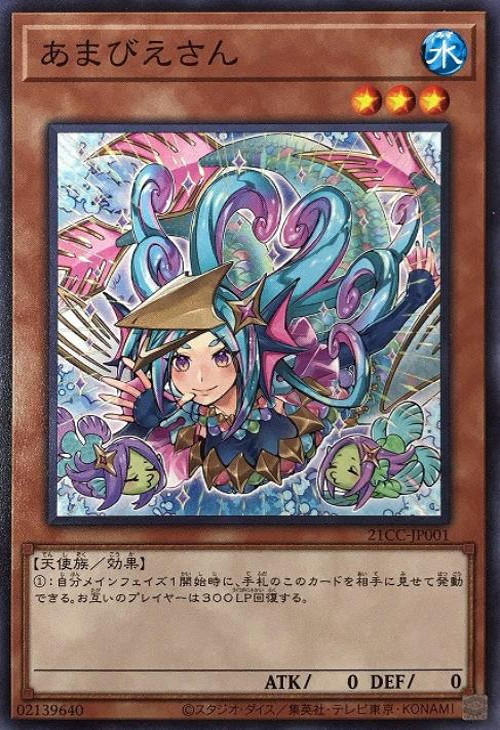 あまびえさん
水
21CC-JP001
【天使族／効果】
①：自分メインフェイズ１開始時に、手札のこのカードを相手に見せて発動
できる。お互いのプレイヤーは３００ＬＰ回復する。
ATK/ 0 DEF/ 0
02139640 ©スタジオ・ダイス／集英社・テレビ東京・KONAMI